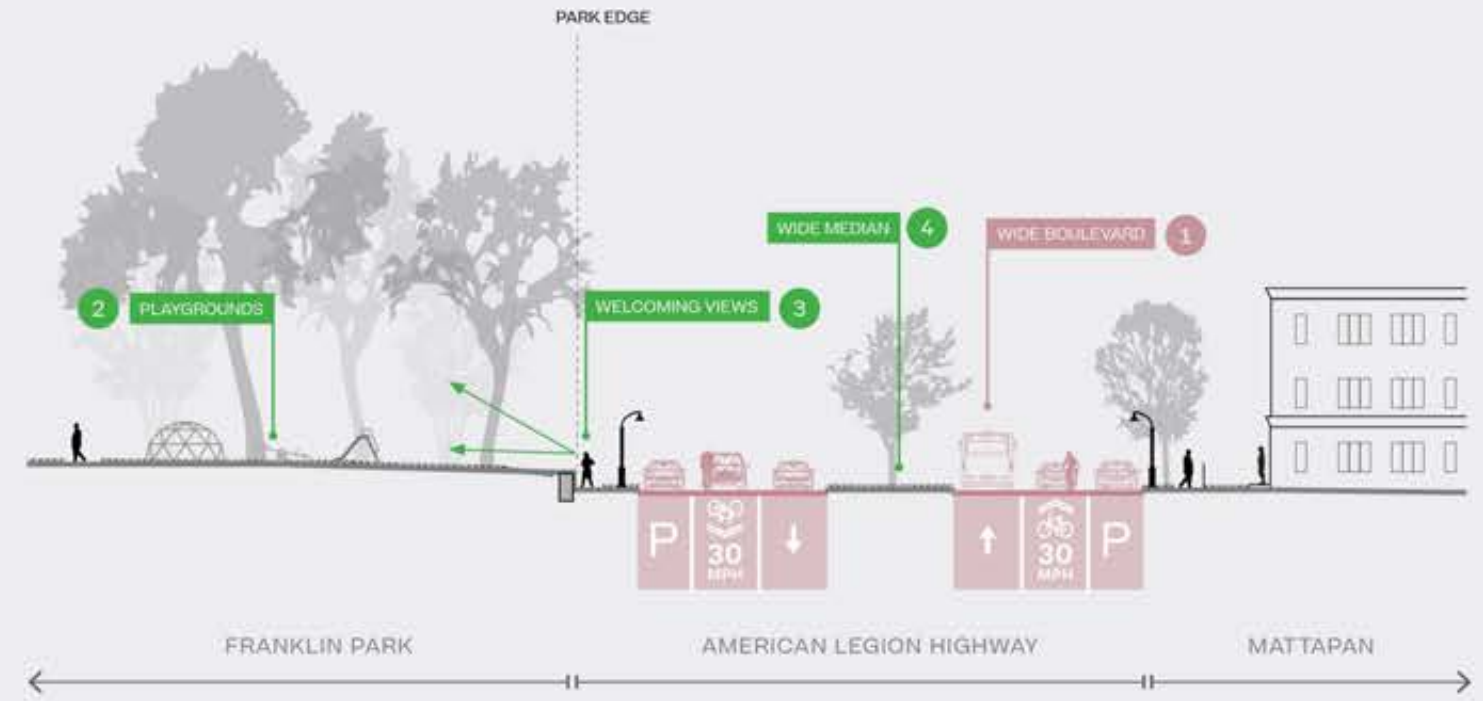 PARK EDGE
WIDE MEDIAN 4
WIDE BOULEVARD 1
2 PLAYGROUNDS
WELCOMING VIEWS 3
P
30
MPH
30
MPH
P
FRANKLIN PARK
AMERICAN LEGION HIGHWAY
MATTAPAN